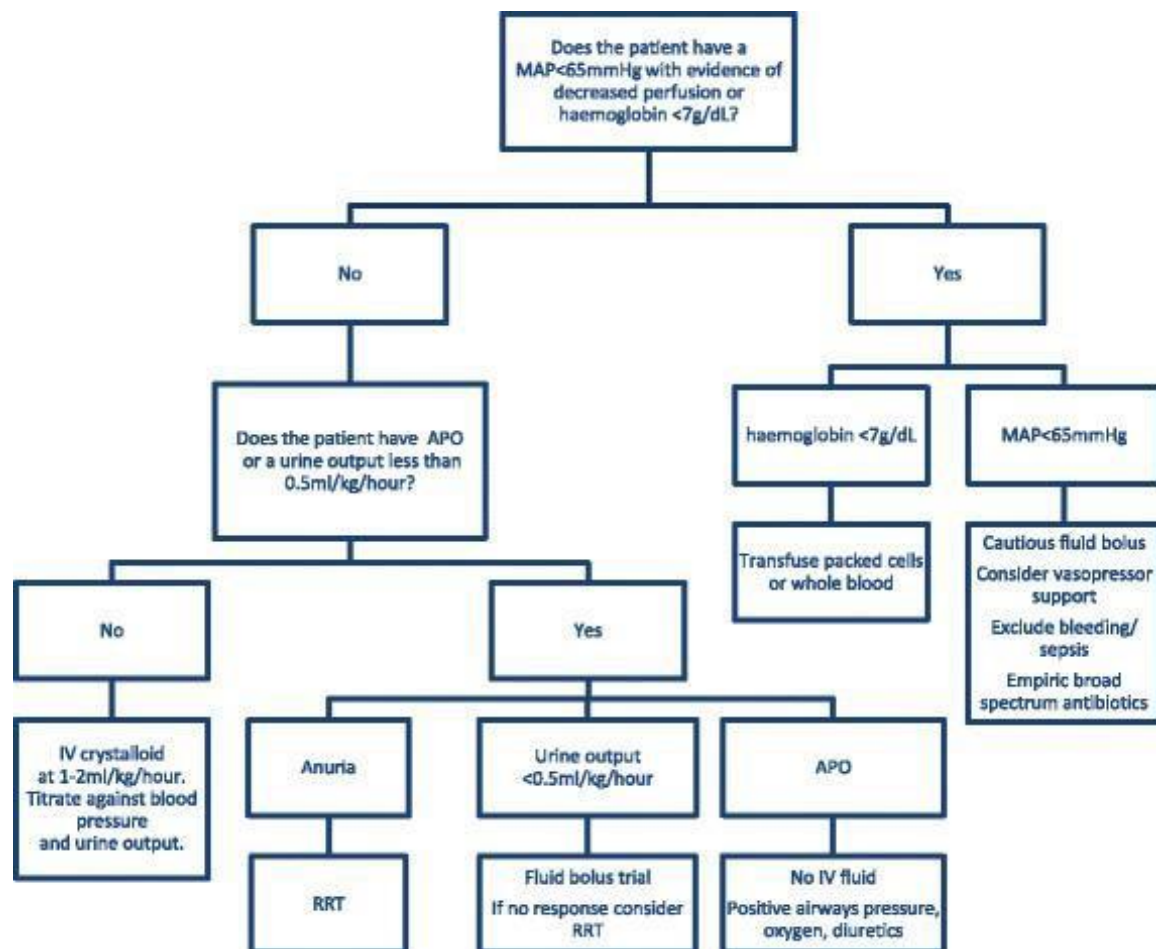 Does the patient have a
MAP<65mmHg with evidence of
decreased perfusion or
haemoglobin <7g/dL?
No
Yes
Does the patient have APO
or a urine output less than
0.5ml/kg/hour?
haemoglobin <7g/dL
MAP<65mmHg
Transfuse packed cells
or whole blood
Cautious fluid bolus
Consider vasopressor
support
Exclude bleeding/
sepsis
Empiric broad
spectrum antibiotics
No
Yes
IV crystalloid
at 1-2ml/kg/hour.
Titrate against blood
pressure
and urine output.
Anuria
Urine output
<0.5ml/kg/hour
APO
RRT
Fluid bolus trial
If no response consider
RRT
No IV fluid
Positive airways pressure,
oxygen, diuretics